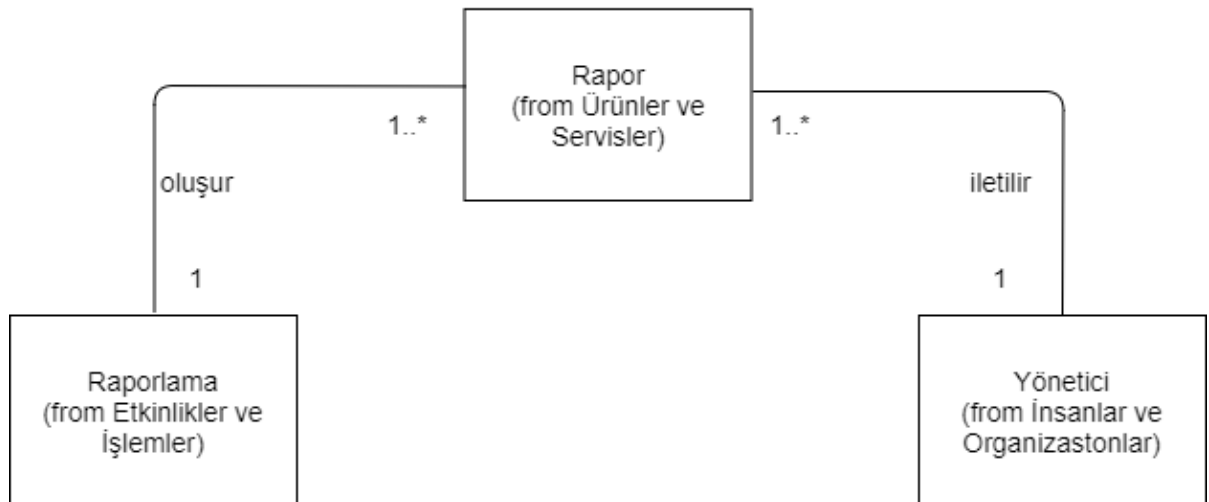 Rapor
(from Ürünler ve
Servisler)
1..*
1..*
oluşur
iletilir
1
1
Raporlama
(from Etkinlikler ve
İşlemler)
Yönetici
(from İnsanlar ve
Organizastonlar)